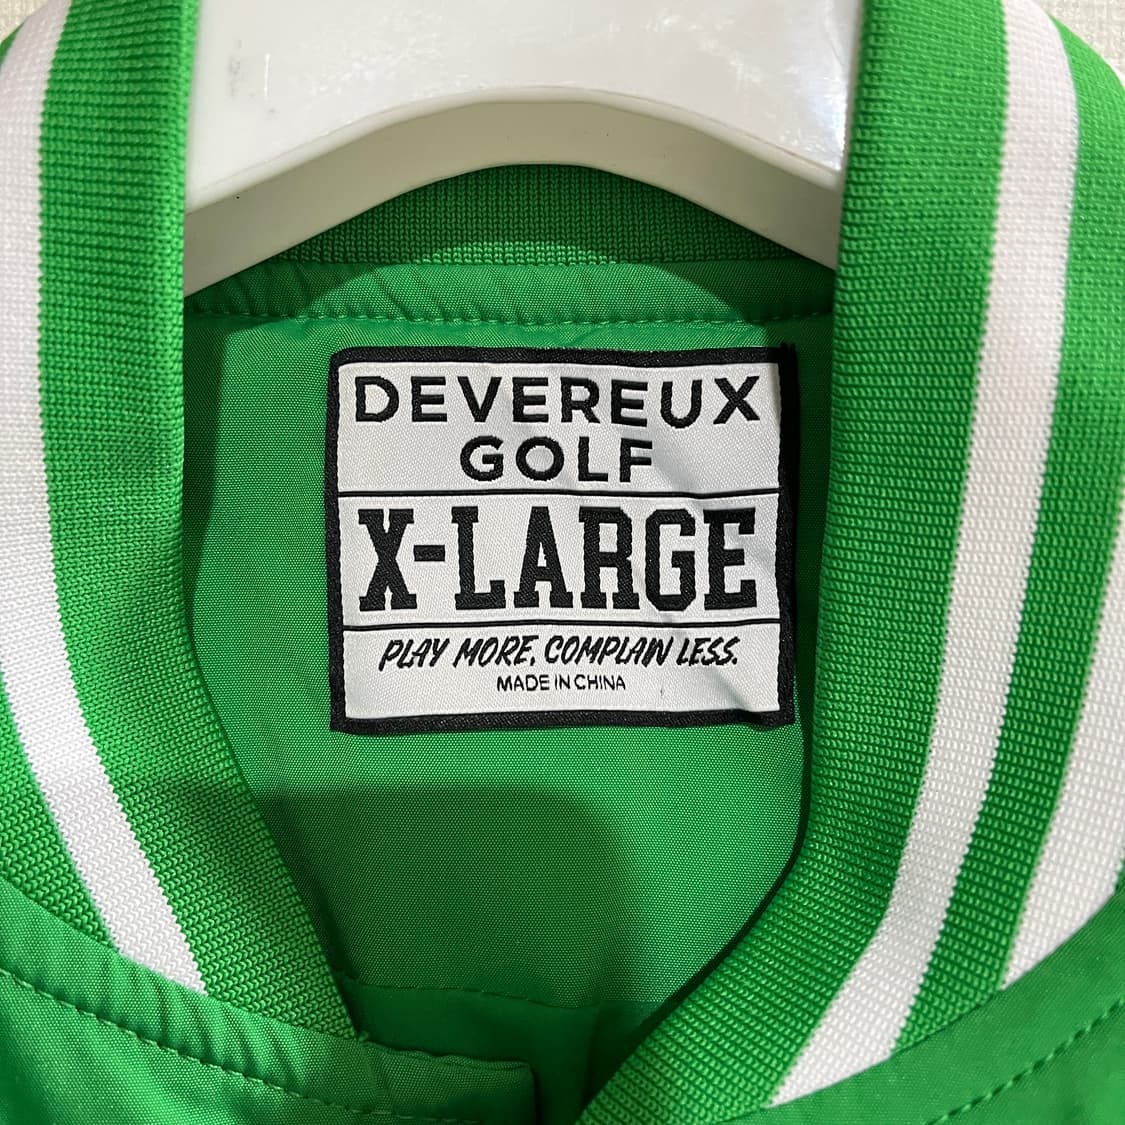 DEVEREUX
GOLF
X-LARGE
PLAY MORE, COMPLAIN LESS.
MADE IN CHINA